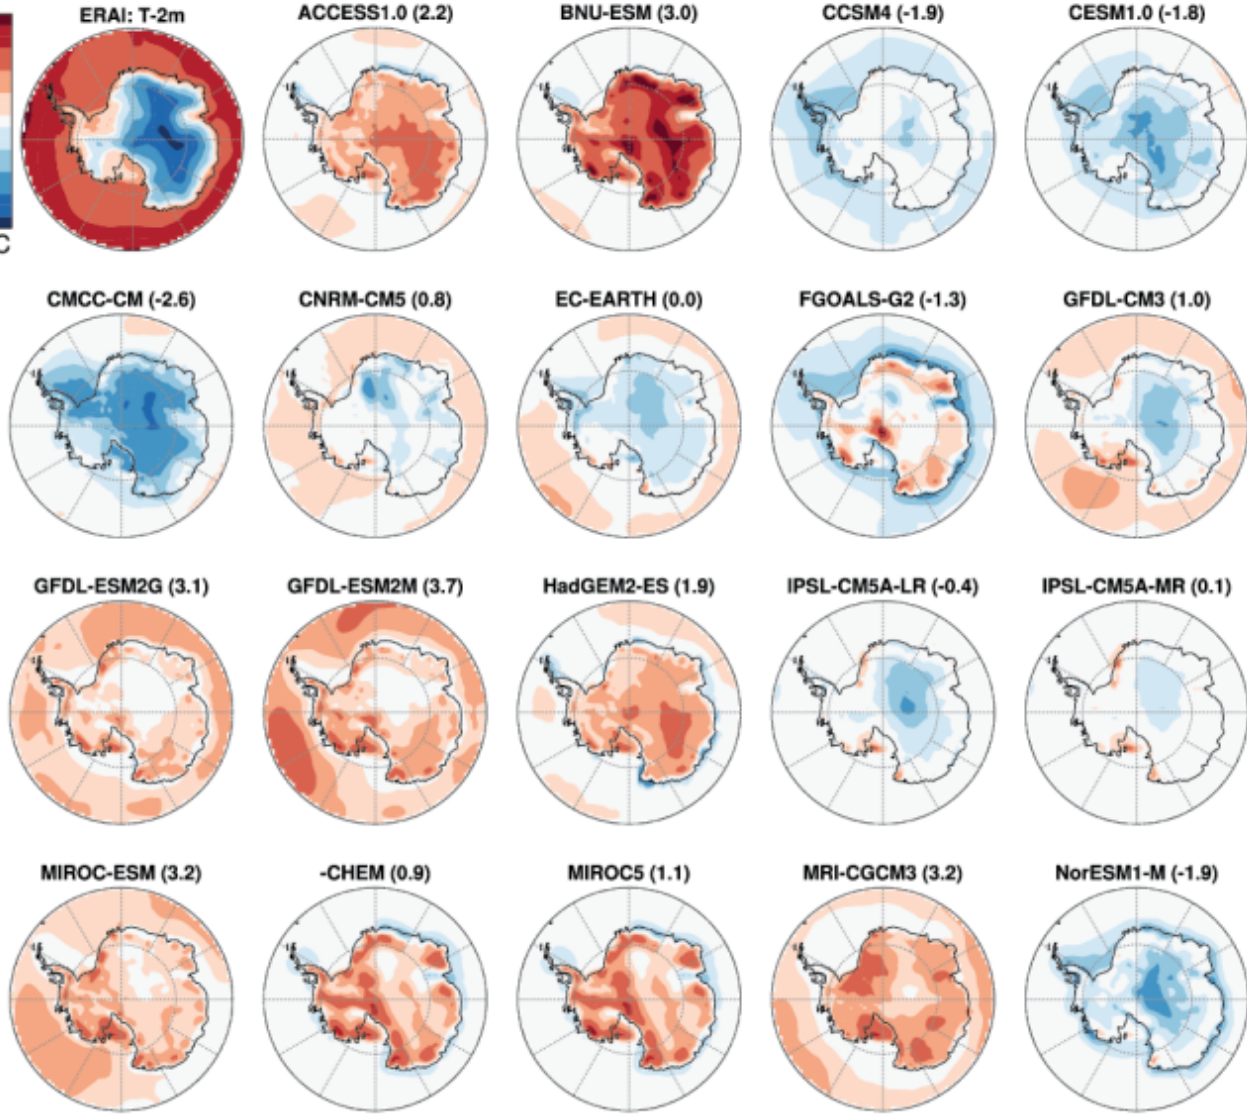 ERAI: T-2m
ACCESS1.0 (2.2)
BNU-ESM (3.0)
CCSM4 (-1.9)
CESM1.0 (-1.8)
C
CMCC-CM (-2.6)
CNRM-CM5 (0.8)
EC-EARTH (0.0)
FGOALS-G2 (-1.3)
GFDL-CM3 (1.0)
GFDL-ESM2G (3.1)
GFDL-ESM2M (3.7)
HadGEM2-ES (1.9)
IPSL-CM5A-LR (-0.4)
IPSL-CM5A-MR (0.1)
MIROC-ESM (3.2)
-CHEM (0.9)
MIROC5 (1.1)
MRI-CGCM3 (3.2)
NorESM1-M (-1.9)